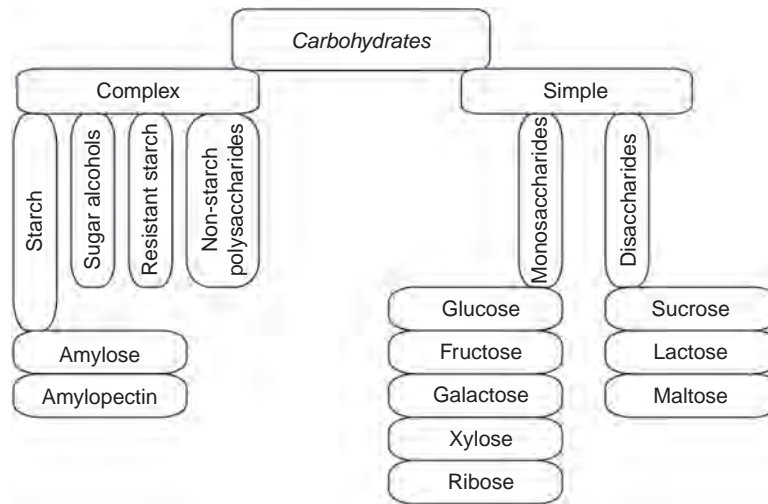 Carbohydrates
Complex
Simple
Starch
Sugar alcohols
Resistant starch
Non-starch
polysaccharides
Monosaccharides
Disaccharides
Glucose
Sucrose
Fructose
Lactose
Amylose
Galactose
Maltose
Amylopectin
Xylose
Ribose